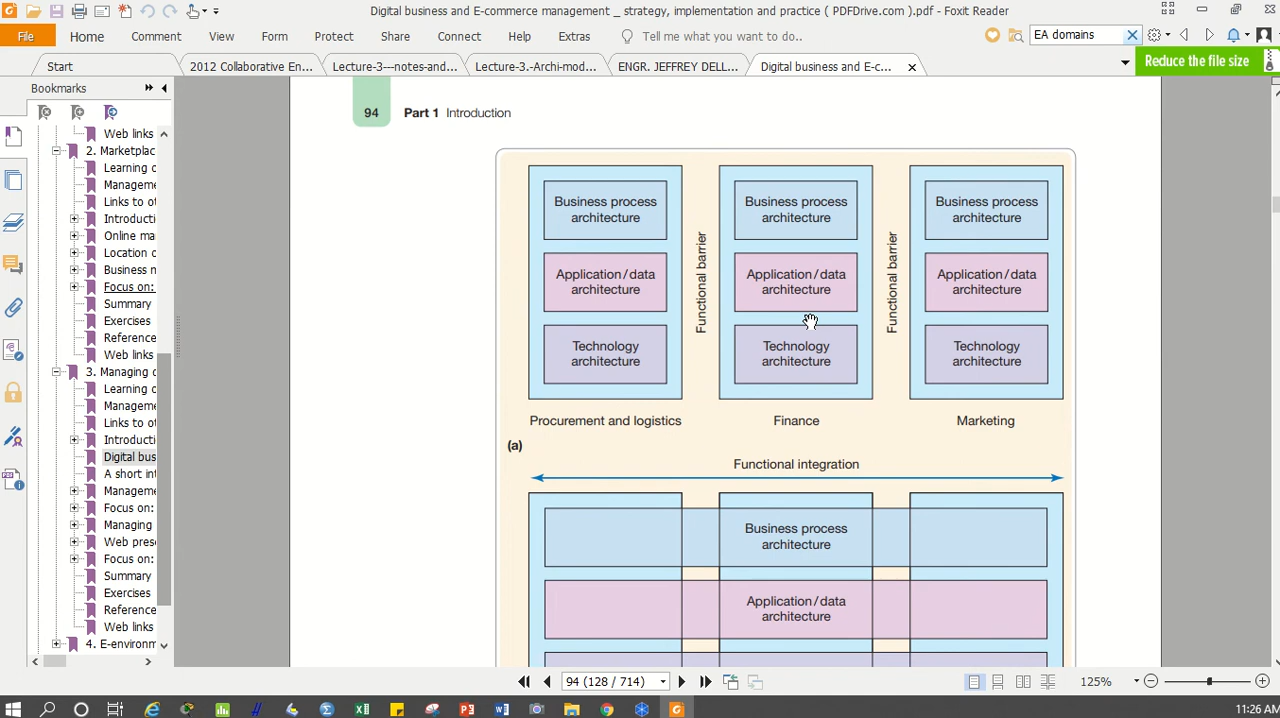 Digital business and E-commerce management _ strategy, implementation and practice ( PDFDrive.com ).pdf - Foxit Reader
File Home Comment View Form Protect Share Connect Help Extras Tell me what you want to do.. EA domains
Start 2012 Collaborative En... Lecture-3---notes-and/... Lecture-3.-Archinod... ENGR. JEFFREY DELL... Digital business and E-c... Reduce the file size
Bookmarks
Web links
2. Marketplac
Learning o
Manageme
Links to ot
Introducti
Online ma
Location o
Business m
Focus on:
Summary
Exercises
Reference
Web links
3. Managing d
Learning o
Manageme
Links to ot
Introducti
Digital bus
A short int
Manageme
Focus on:
Managing
Web prese
Focus on:
Summary
Exercises
Reference
Web links
4. E-environm
94 Part 1 Introduction
Business process
architecture
Application/data
architecture
Technology
architecture
Procurement and logistics
Functional barrier
Business process
architecture
Application/data
architecture
Technology
architecture
Finance
Functional barrier
Business process
architecture
Application/data
architecture
Technology
architecture
Marketing
(a)
Functional integration
Business process
architecture
Application/data
architecture
94 (128 / 714) 125%
11:26 AM